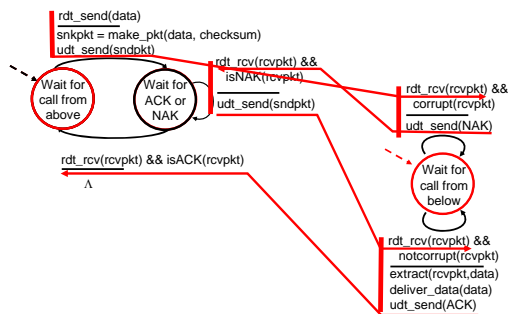 rdt_send(data)
snkpkt = make_pkt(data, checksum)
udt_send(sndpkt)
Wait for
call from
above
Wait for
ACK or
NAK
rdt_rcv(rcvpkt) &&
isNAK(rcvpkt)
udt_send(sndpkt)
rdt_rcv(rcvpkt) && isACK(rcvpkt)
Λ
rdt_rcv(rcvpkt) &&
corrupt(rcvpkt)
udt_send(NAK)
Wait for
call from
below
rdt_rcv(rcvpkt) &&
notcorrupt(rcvpkt)
extract(rcvpkt,data)
deliver_data(data)
udt_send(ACK)